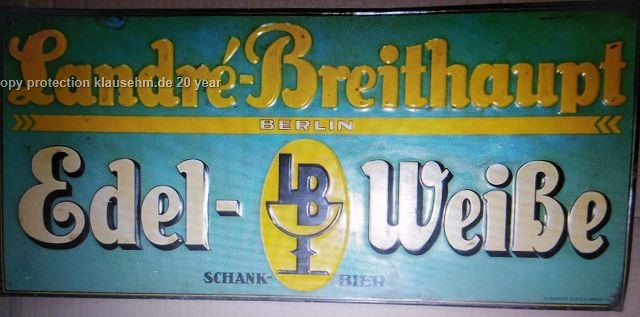 Landré-Breithaupt
opy protection klausehm.de 20 year
BERLIN
Edel- LB Weiße
SCHANK- BIER